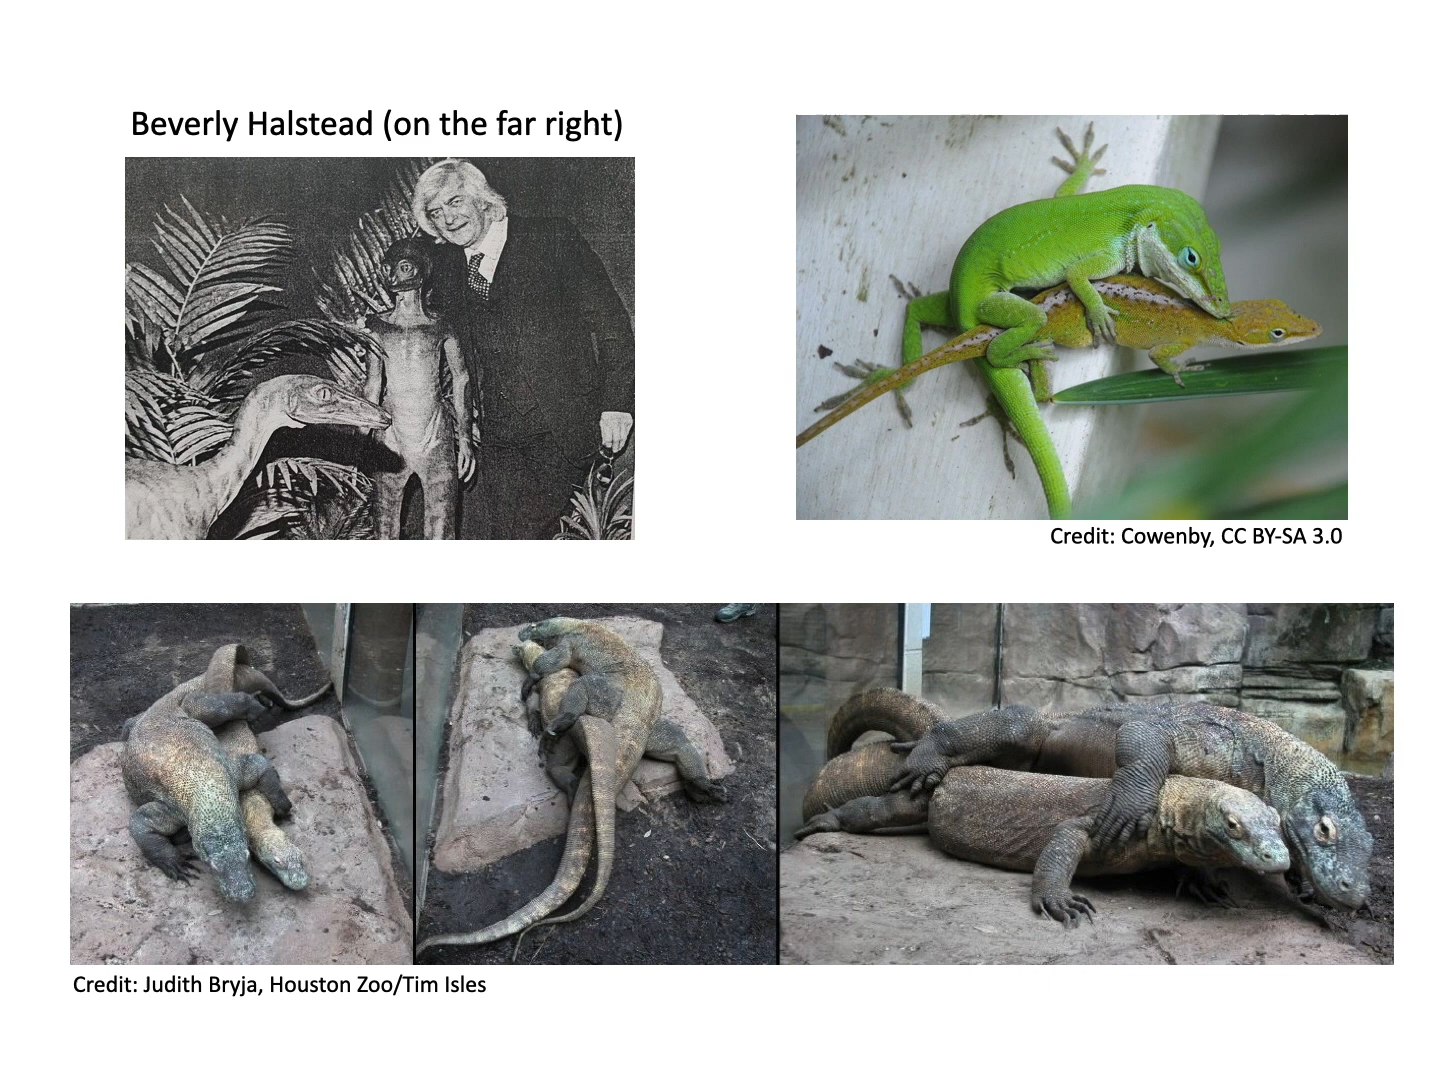 Beverly Halstead (on the far right)
Credit: Cowenby, CC BY-SA 3.0
Credit: Judith Bryja, Houston Zoo/Tim Isles